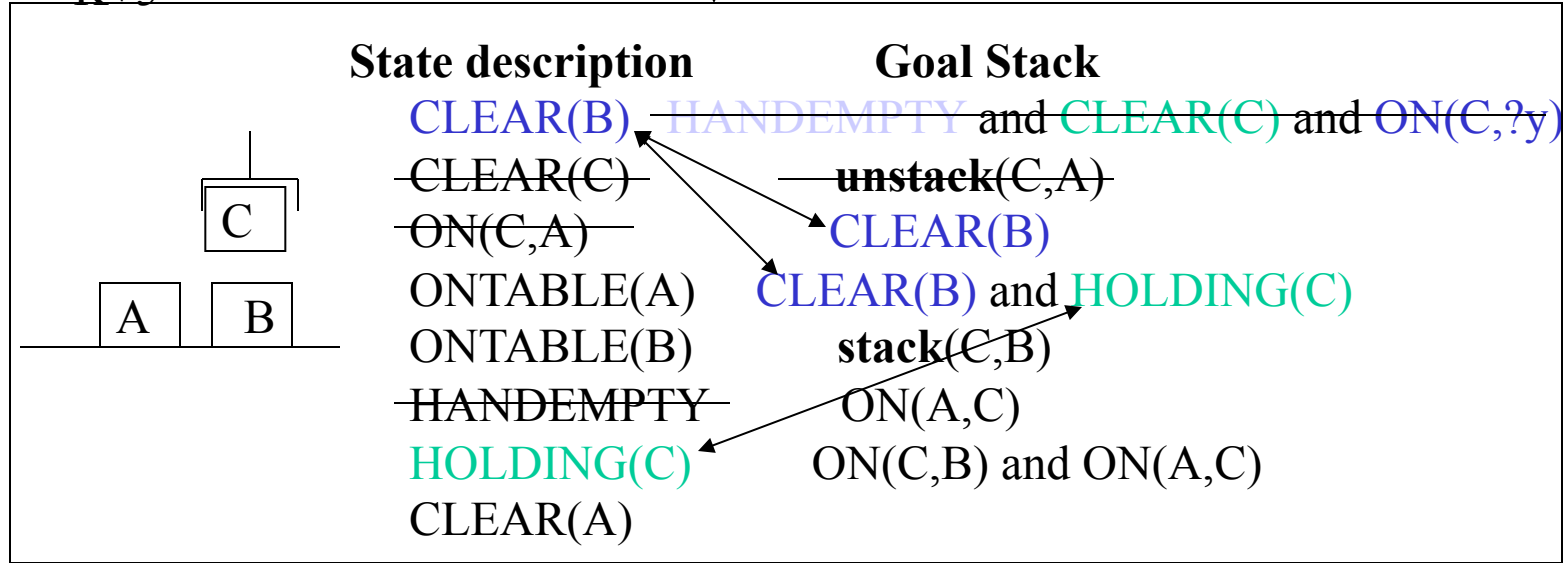 State description Goal Stack
CLEAR(B) HANDEMPTY and CLEAR(C) and ON(C,?y)
CLEAR(C) unstack(C,A)
C ON(C,A) CLEAR(B)
ONTABLE(A) CLEAR(B) and HOLDING(C)
A B ONTABLE(B) stack(C,B)
HANDEMPTY ON(A,C)
HOLDING(C) ON(C,B) and ON(A,C)
CLEAR(A)